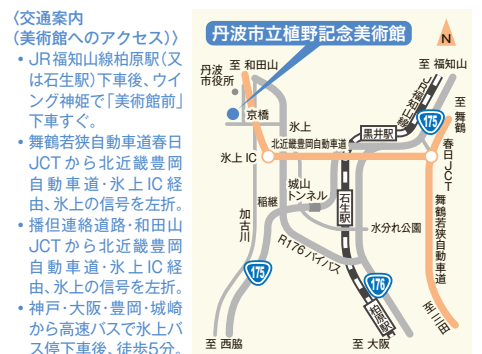 〈交通案内
(美術館へのアクセス)〉
• JR福知山線柏原駅(又
は石生駅)下車後、ウイ
ング神姫で「美術館前」
下車すぐ。
• 舞鶴若狭自動車道春日
JCTから北近畿豊岡
自動車道・氷上IC経
由、氷上の信号を左折。
• 播但連絡道路・和田山
JCTから北近畿豊岡
自動車道・氷上IC経
由、氷上の信号を左折。
• 神戸・大阪・豊岡・城崎
から高速バスで氷上バ
ス停下車後、徒歩5分。
丹波市立植野記念美術館
N
至 和田山
至 福知山
丹波
市役所
JR福知山線
175
至 舞鶴
京橋
氷上
黒井駅
北近畿豊岡自動車道
氷上 IC
春日JCT
城山
トンネル
稲継
石生駅
水分れ公園
加古川
舞鶴若狭自動車道
R176バイパス
175
176
柏原駅
至 三田
至 西脇
至 大阪